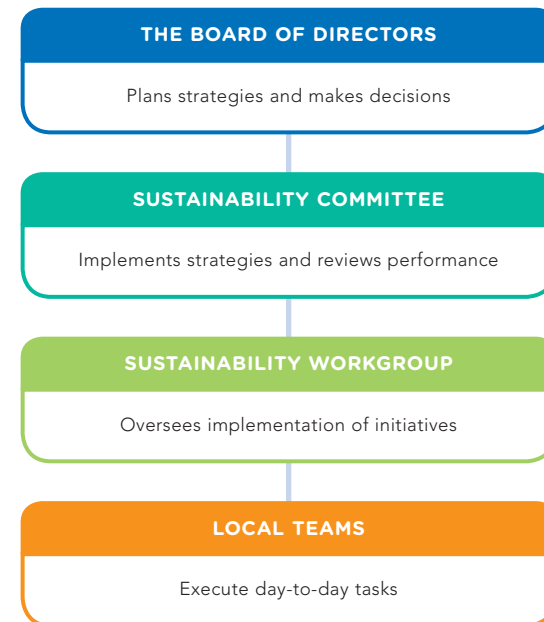 THE BOARD OF DIRECTORS
Plans strategies and makes decisions
SUSTAINABILITY COMMITTEE
Implements strategies and reviews performance
SUSTAINABILITY WORKGROUP
Oversees implementation of initiatives
LOCAL TEAMS
Execute day-to-day tasks